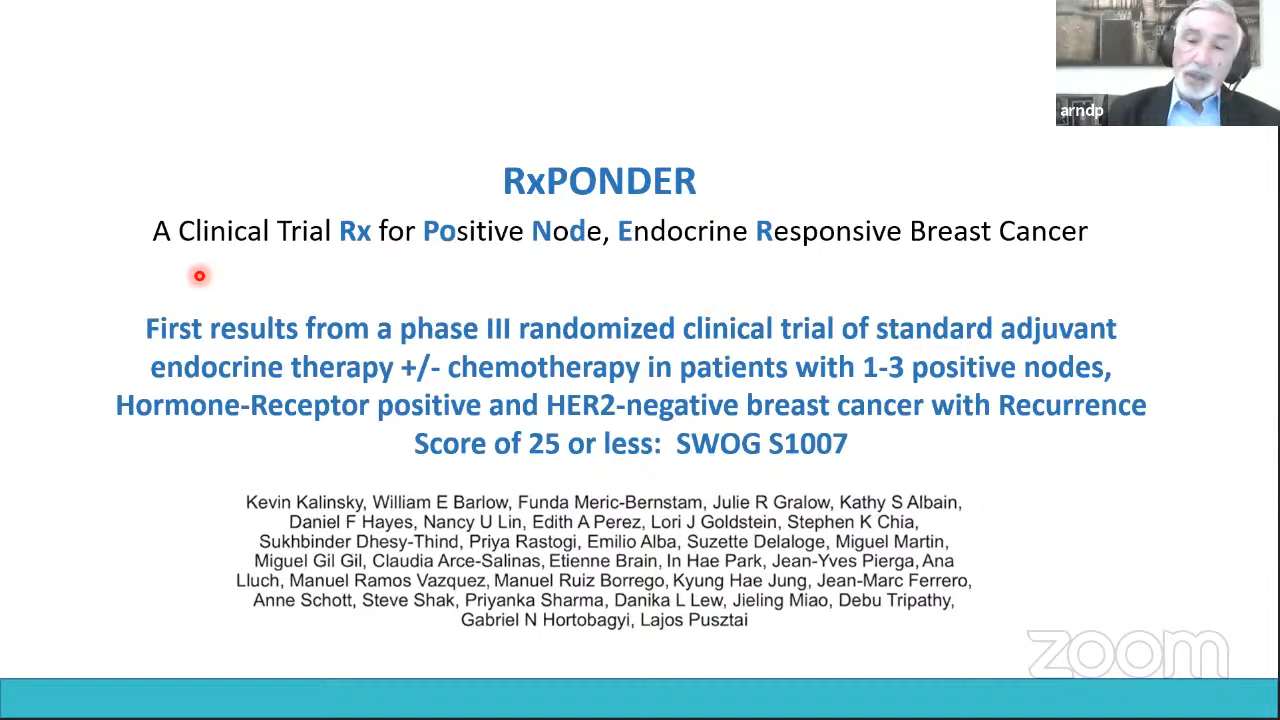 arndp
RxPONDER
A Clinical Trial Rx for Positive Node, Endocrine Responsive Breast Cancer
First results from a phase III randomized clinical trial of standard adjuvant
endocrine therapy +/- chemotherapy in patients with 1-3 positive nodes,
Hormone-Receptor positive and HER2-negative breast cancer with Recurrence
Score of 25 or less:  SWOG S1007
Kevin Kalinsky, William E Barlow, Funda Meric-Bernstam, Julie R Gralow, Kathy S Albain,
Daniel F Hayes, Nancy U Lin, Edith A Perez, Lori J Goldstein, Stephen K Chia,
Sukhbinder Dhesy-Thind, Priya Rastogi, Emilio Alba, Suzette Delaloge, Miguel Martin,
Miguel Gil Gil, Claudia Arce-Salinas, Etienne Brain, In Hae Park, Jean-Yves Pierga, Ana
Lluch, Manuel Ramos Vazquez, Manuel Ruiz Borrego, Kyung Hae Jung, Jean-Marc Ferrero,
Anne Schott, Steve Shak, Priyanka Sharma, Danika L Lew, Jieling Miao, Debu Tripathy,
Gabriel N Hortobagyi, Lajos Pusztai
zoom